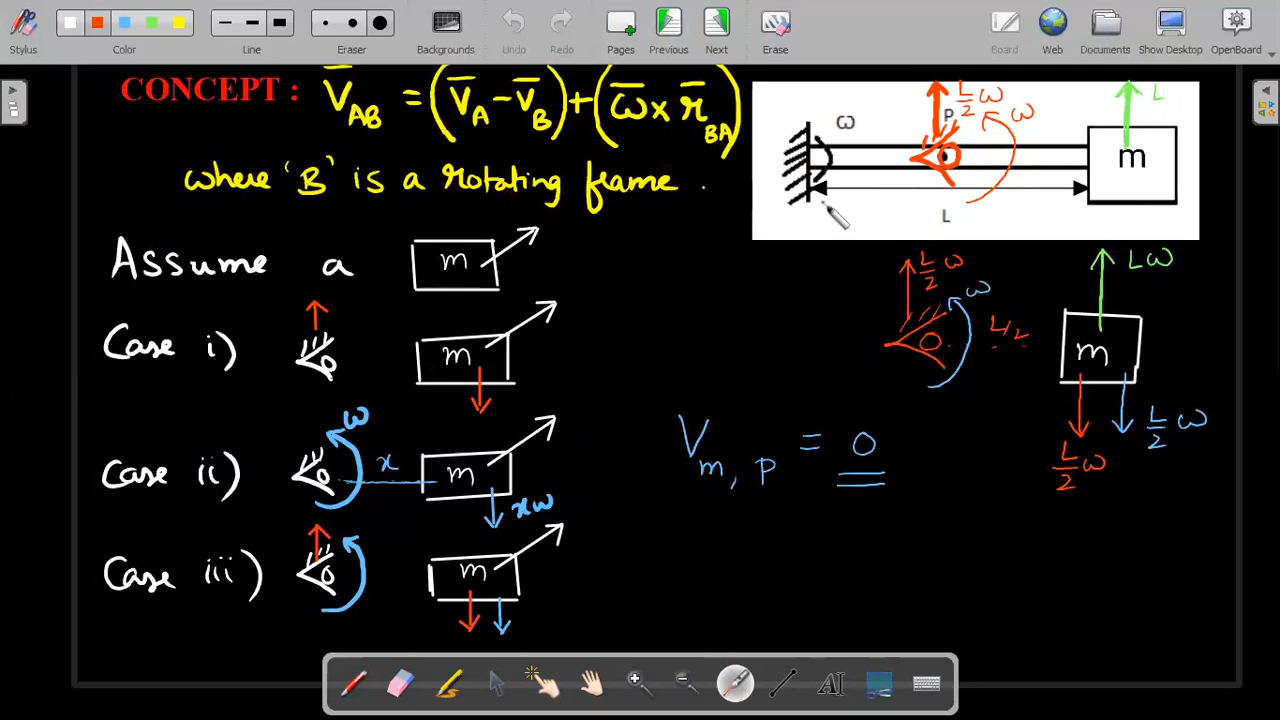 Stylus
Color
Line
Eraser
Backgrounds
Undo
Redo
Pages
Previous
Next
Erase
Board
Web
Documents
Show Desktop
OpenBoard
CONCEPT : V̅AB = (V̅A - V̅B) + (ω̅ x r̅BA)
where 'B' is a rotating frame .
ω
P
L/2 ω
ω
L
m
L
Assume a m
Case i) m
Case ii) ω x m xω
Case iii) m
L/2 ω
ω
L/2
Lω
m
L/2 ω
L/2 ω
Vm, P = 0
AI